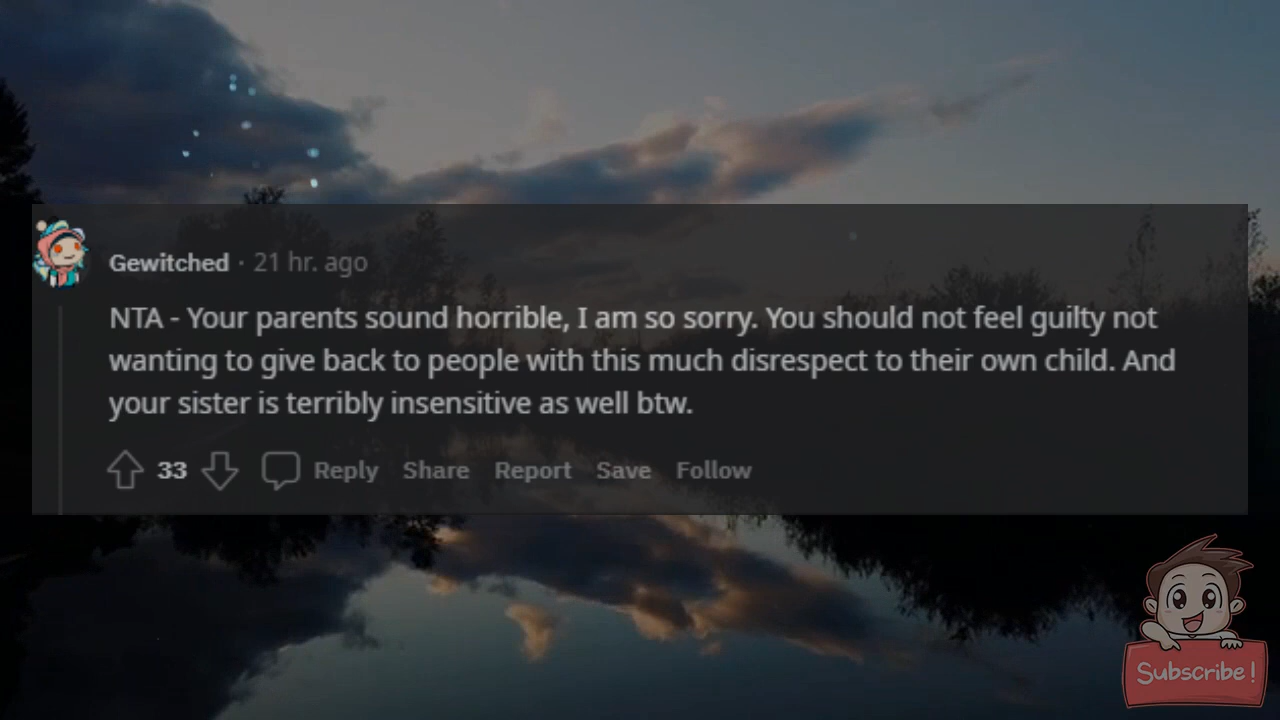 Gewitched · 21 hr. ago
NTA - Your parents sound horrible, I am so sorry. You should not feel guilty not
wanting to give back to people with this much disrespect to their own child. And
your sister is terribly insensitive as well btw.
33 Reply Share Report Save Follow
Subscribe!